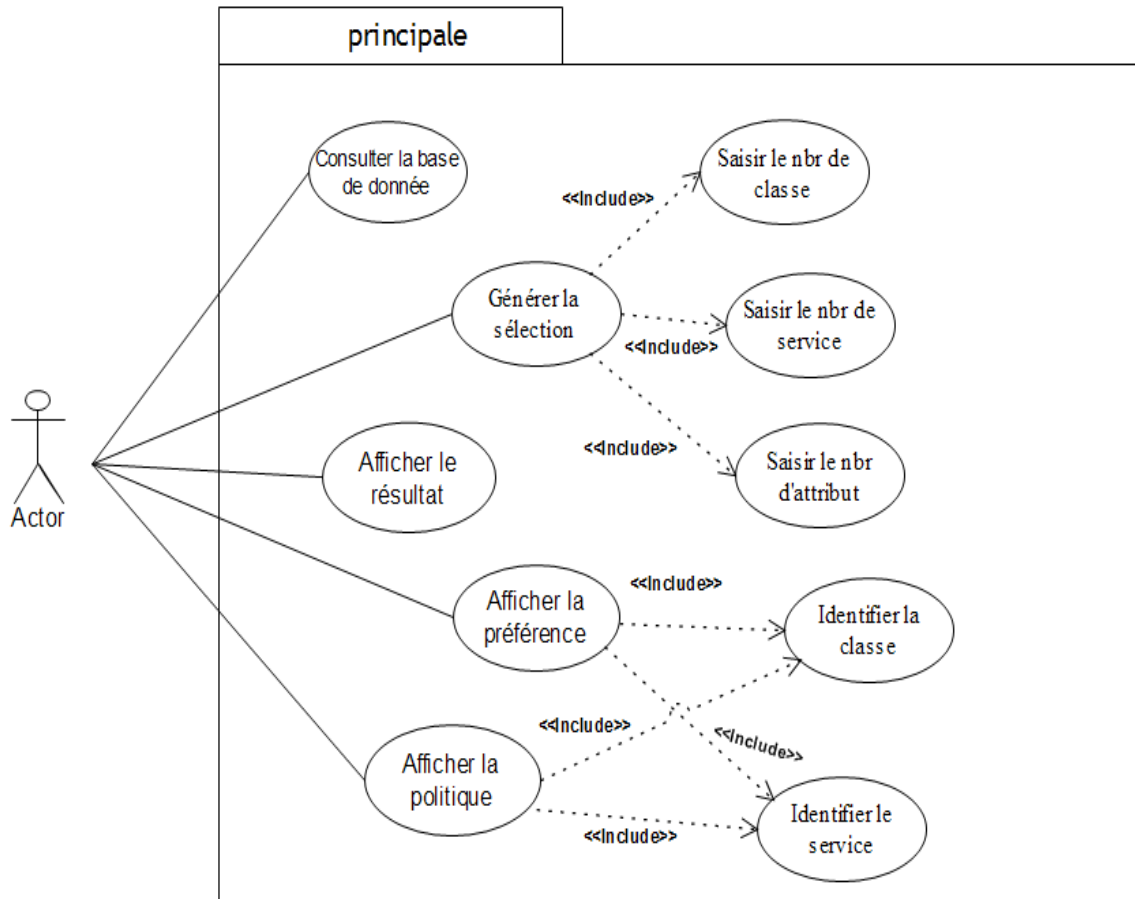 principale
Consulter la base
de donnée
Saisir le nbr de
classe
<<Include>>
Générer la
sélection
Saisir le nbr de
service
<<Include>>
Afficher le
résultat
<<Include>>
Saisir le nbr
d'attribut
Actor
Afficher la
préférence
<<Include>>
Identifier la
classe
<<Include>>
<<Include>>
Afficher la
politique
<<Include>>
Identifier le
service